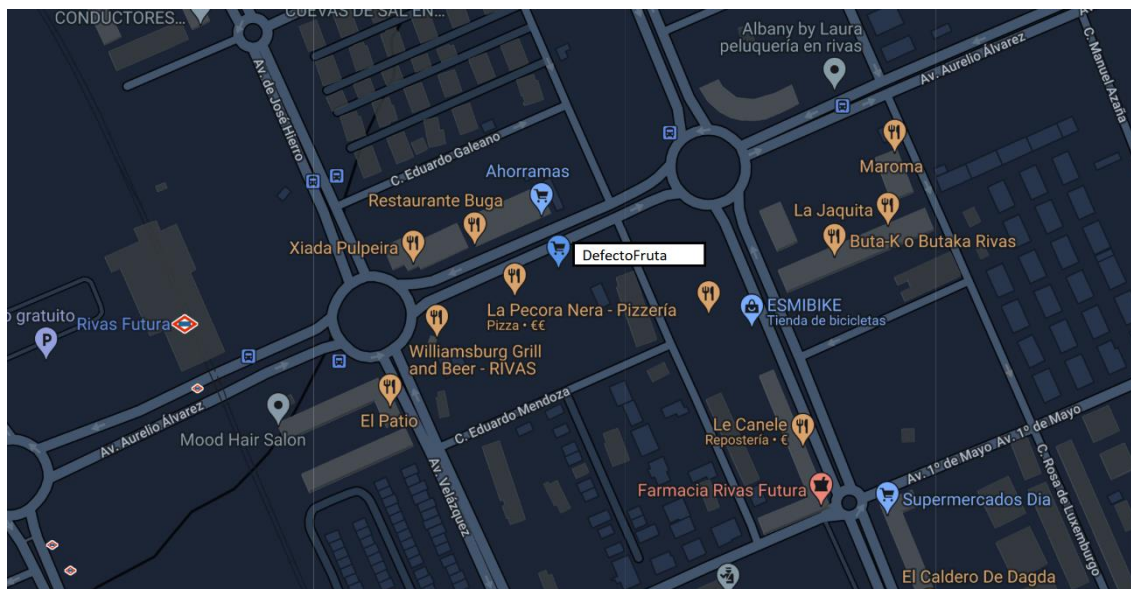 CONDUCTORES...
CUEVAS DE SAL EN...
Albany by Laura
peluquería en rivas
Av. Aurelio Álvarez
C. Manuel Azaña
Av. de José Hierro
C. Eduardo Galeano
Ahorramas
Maroma
Restaurante Buga
La Jaquita
Xiada Pulpeira
Buta-K o Butaka Rivas
DefectoFruta
La Pecora Nera - Pizzería
Pizza • €€
ESMIBIKE
Tienda de bicicletas
o gratuito
P
Rivas Futura
Williamsburg Grill
and Beer - RIVAS
El Patio
Av. Aurelio Álvarez
Mood Hair Salon
C. Eduardo Mendoza
Le Canele
Repostería • €
Av. 1º de Mayo
Av. 1º de Mayo
C. Rosa de Luxemburgo
Av. Velázquez
Farmacia Rivas Futura
Supermercados Dia
El Caldero De Dagda